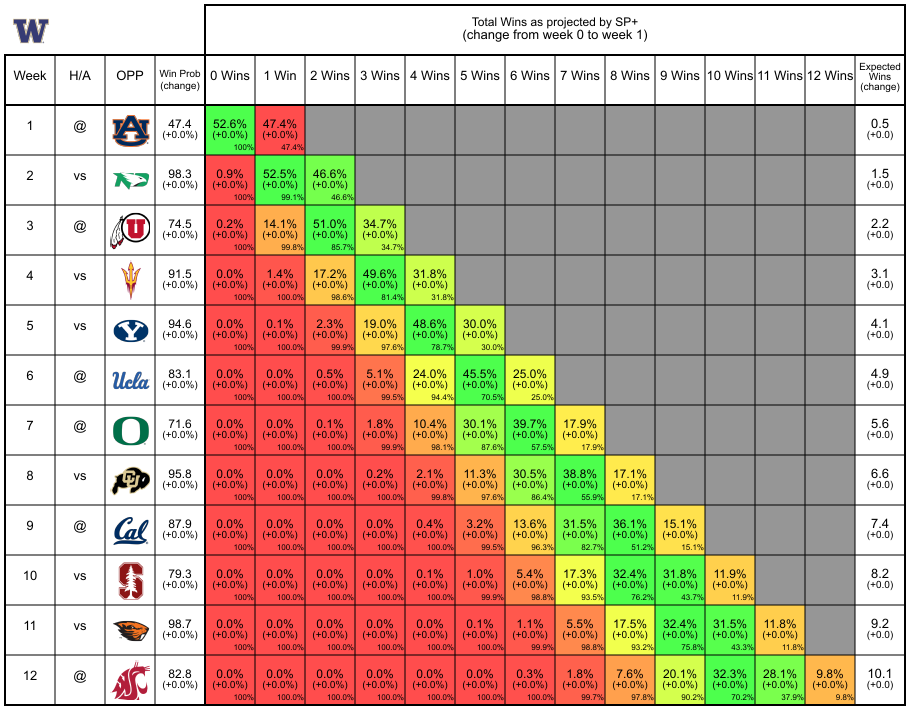 W
Total Wins as projected by SP+
(change from week 0 to week 1)
Week H/A OPP Win Prob (change) 0 Wins 1 Win 2 Wins 3 Wins 4 Wins 5 Wins 6 Wins 7 Wins 8 Wins 9 Wins 10 Wins 11 Wins 12 Wins Expected Wins (change)
1 @ AU 47.4 52.6% 47.4% 0.5
(+0.0%) (+0.0%) (+0.0%) (+0.0)
100% 47.4%
2 vs 98.3 0.9% 52.5% 46.6% 1.5
(+0.0%) (+0.0%) (+0.0%) (+0.0%) (+0.0)
100% 99.1% 46.6%
3 @ U 74.5 0.2% 14.1% 51.0% 34.7% 2.2
(+0.0%) (+0.0%) (+0.0%) (+0.0%) (+0.0%) (+0.0)
100% 99.8% 85.7% 34.7%
4 vs 91.5 0.0% 1.4% 17.2% 49.6% 31.8% 3.1
(+0.0%) (+0.0%) (+0.0%) (+0.0%) (+0.0%) (+0.0%) (+0.0)
100% 100.0% 98.6% 81.4% 31.8%
5 vs Y 94.6 0.0% 0.1% 2.3% 19.0% 48.6% 30.0% 4.1
(+0.0%) (+0.0%) (+0.0%) (+0.0%) (+0.0%) (+0.0%) (+0.0%) (+0.0)
100% 100.0% 99.9% 97.6% 78.7% 30.0%
6 @ Ucla 83.1 0.0% 0.0% 0.5% 5.1% 24.0% 45.5% 25.0% 4.9
(+0.0%) (+0.0%) (+0.0%) (+0.0%) (+0.0%) (+0.0%) (+0.0%) (+0.0%) (+0.0)
100% 100.0% 100.0% 99.5% 94.4% 70.5% 25.0%
7 @ O 71.6 0.0% 0.0% 0.1% 1.8% 10.4% 30.1% 39.7% 17.9% 5.6
(+0.0%) (+0.0%) (+0.0%) (+0.0%) (+0.0%) (+0.0%) (+0.0%) (+0.0%) (+0.0%) (+0.0)
100% 100.0% 100.0% 99.9% 98.1% 87.6% 57.5% 17.9%
8 vs CU 95.8 0.0% 0.0% 0.0% 0.2% 2.1% 11.3% 30.5% 38.8% 17.1% 6.6
(+0.0%) (+0.0%) (+0.0%) (+0.0%) (+0.0%) (+0.0%) (+0.0%) (+0.0%) (+0.0%) (+0.0%) (+0.0)
100% 100.0% 100.0% 100.0% 99.8% 97.6% 86.4% 55.9% 17.1%
9 @ Cal 87.9 0.0% 0.0% 0.0% 0.0% 0.4% 3.2% 13.6% 31.5% 36.1% 15.1% 7.4
(+0.0%) (+0.0%) (+0.0%) (+0.0%) (+0.0%) (+0.0%) (+0.0%) (+0.0%) (+0.0%) (+0.0%) (+0.0%) (+0.0)
100% 100.0% 100.0% 100.0% 100.0% 99.5% 96.3% 82.7% 51.2% 15.1%
10 vs S 79.3 0.0% 0.0% 0.0% 0.0% 0.1% 1.0% 5.4% 17.3% 32.4% 31.8% 11.9% 8.2
(+0.0%) (+0.0%) (+0.0%) (+0.0%) (+0.0%) (+0.0%) (+0.0%) (+0.0%) (+0.0%) (+0.0%) (+0.0%) (+0.0%) (+0.0)
100% 100.0% 100.0% 100.0% 100.0% 99.9% 98.8% 93.5% 76.2% 43.7% 11.9%
11 vs 98.7 0.0% 0.0% 0.0% 0.0% 0.0% 0.1% 1.1% 5.5% 17.5% 32.4% 31.5% 11.8% 9.2
(+0.0%) (+0.0%) (+0.0%) (+0.0%) (+0.0%) (+0.0%) (+0.0%) (+0.0%) (+0.0%) (+0.0%) (+0.0%) (+0.0%) (+0.0%) (+0.0)
100% 100.0% 100.0% 100.0% 100.0% 100.0% 99.9% 98.8% 93.2% 75.8% 43.3% 11.8%
12 @ 82.8 0.0% 0.0% 0.0% 0.0% 0.0% 0.0% 0.3% 1.8% 7.6% 20.1% 32.3% 28.1% 9.8% 10.1
(+0.0%) (+0.0%) (+0.0%) (+0.0%) (+0.0%) (+0.0%) (+0.0%) (+0.0%) (+0.0%) (+0.0%) (+0.0%) (+0.0%) (+0.0%) (+0.0%) (+0.0)
100% 100.0% 100.0% 100.0% 100.0% 100.0% 100.0% 99.7% 97.8% 90.2% 70.2% 37.9% 9.8%